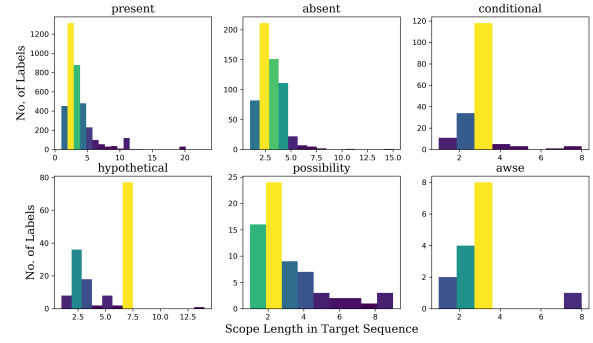 present
absent
conditional
No. of Labels
1200
1000
800
600
400
200
0
0 5 10 15 20
200
150
100
50
0
2.5 5.0 7.5 10.0 12.5 15.0
120
100
80
60
40
20
0
2 4 6 8
hypothetical
possibility
awse
No. of Labels
80
60
40
20
0
2.5 5.0 7.5 10.0 12.5
25
20
15
10
5
0
2 4 6 8
8
6
4
2
0
2 4 6 8
Scope Length in Target Sequence